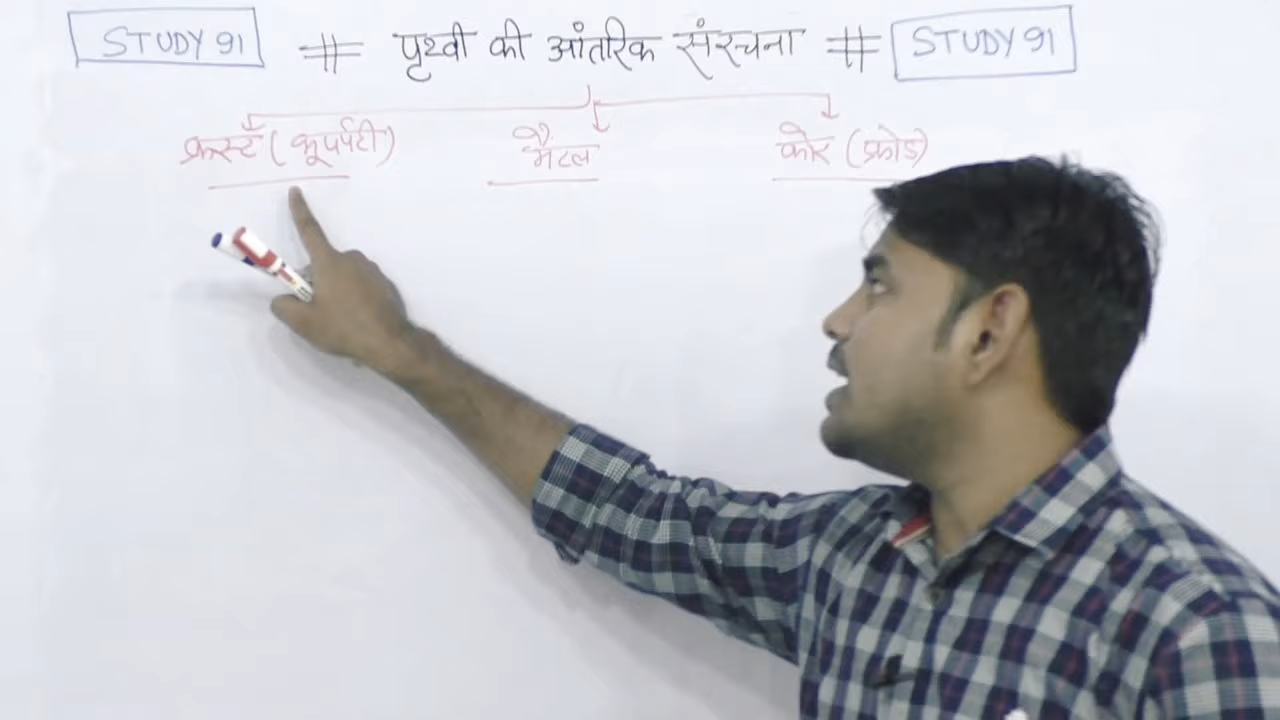 STUDY 91 # पृथ्वी की आंतरिक संरचना # STUDY 91
क्रस्ट (भूपर्पटी) मैंटल कोर (क्रोड)